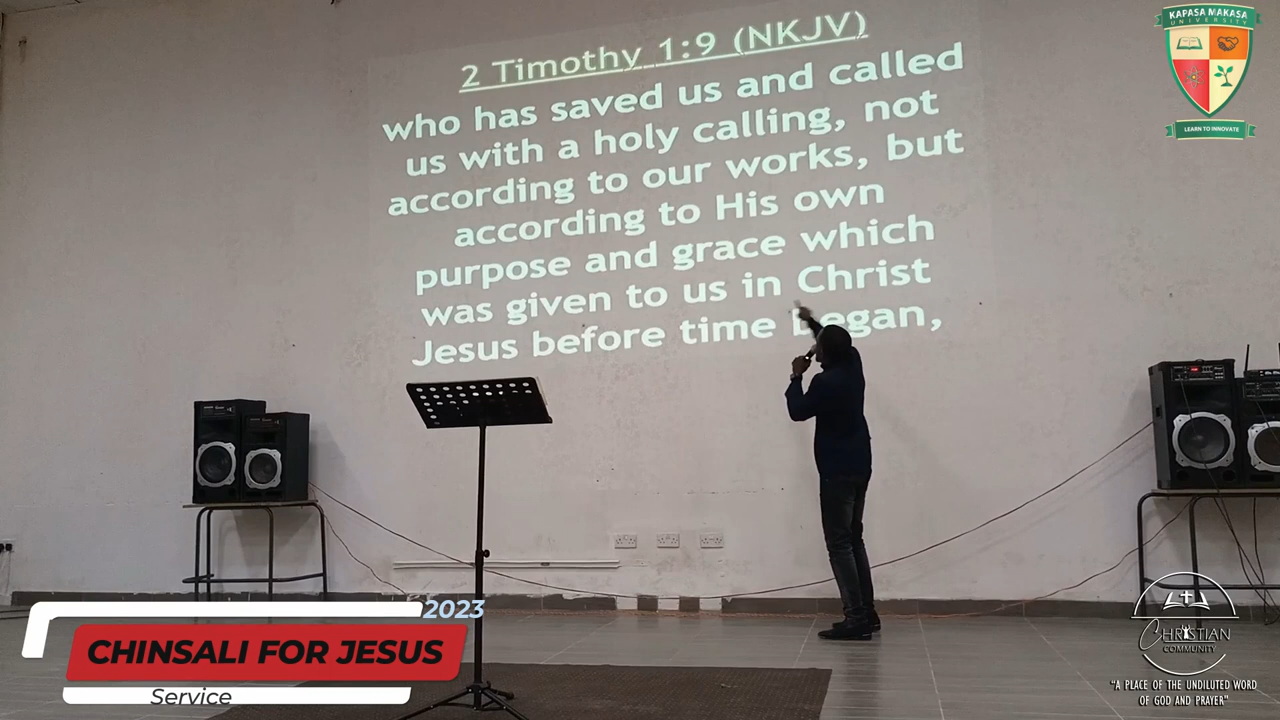 2 Timothy 1:9 (NKJV)
who has saved us and called
us with a holy calling, not
according to our works, but
according to His own
purpose and grace which
was given to us in Christ
Jesus before time began,
KAPASA MAKASA
UNIVERSITY
LEARN TO INNOVATE
2023
CHINSALI FOR JESUS
Service
CHRISTIAN
COMMUNITY
"A PLACE OF THE UNDILUTED WORD
OF GOD AND PRAYER"